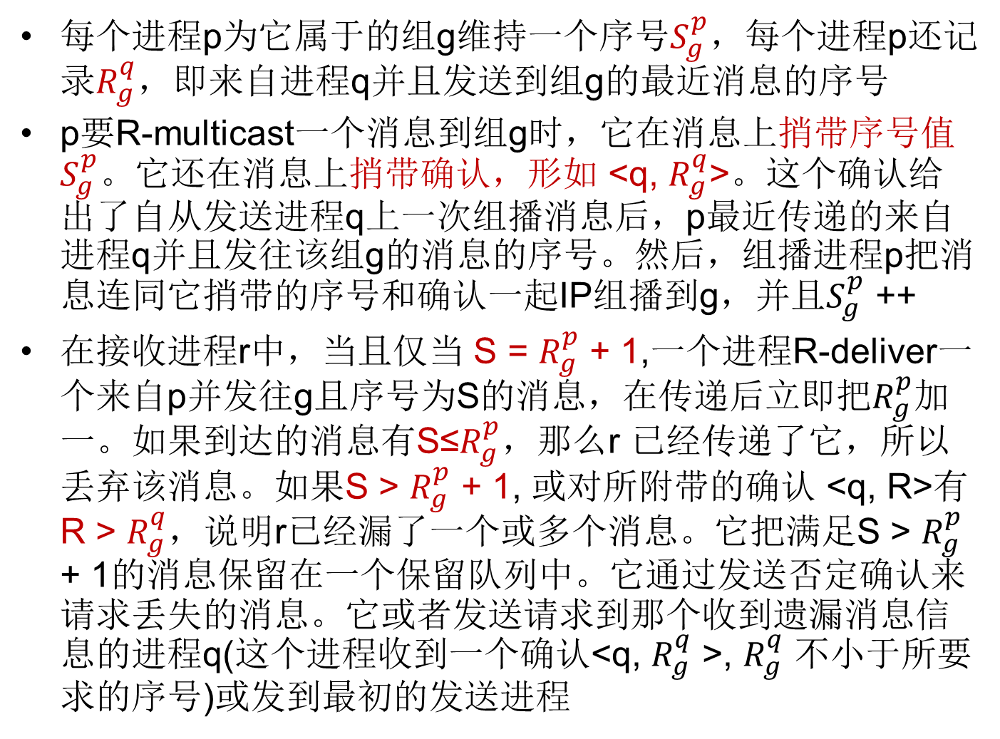 • 每个进程p为它属于的组g维持一个序号$S_g^p$，每个进程p还记
录$R_g^q$，即来自进程q并且发送到组g的最近消息的序号
• p要R-multicast一个消息到组g时，它在消息上捎带序号值
$S_g^p$。它还在消息上捎带确认，形如 <q, $R_g^q$>。这个确认给
出了自从发送进程q上一次组播消息后，p最近传递的来自
进程q并且发往该组g的消息的序号。然后，组播进程p把消
息连同它捎带的序号和确认一起IP组播到g，并且$S_g^p$ ++
• 在接收进程r中，当且仅当 S = $R_g^p$ + 1,一个进程R-deliver一
个来自p并发往g且序号为S的消息，在传递后立即把$R_g^p$加
一。如果到达的消息有S≤$R_g^p$，那么r 已经传递了它，所以
丢弃该消息。如果S > $R_g^p$ + 1, 或对所附带的确认 <q, R>有
R > $R_g^q$，说明r已经漏了一个或多个消息。它把满足S > $R_g^p$
+ 1的消息保留在一个保留队列中。它通过发送否定确认来
请求丢失的消息。它或者发送请求到那个收到遗漏消息信
息的进程q(这个进程收到一个确认<q, $R_g^q$ >, $R_g^q$ 不小于所要
求的序号)或发到最初的发送进程